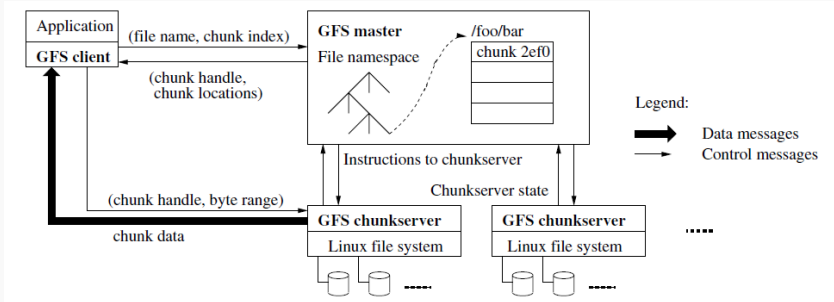 Application
GFS client
(file name, chunk index)
(chunk handle,
chunk locations)
GFS master
File namespace
/foo/bar
chunk 2ef0
Legend:
Data messages
Control messages
Instructions to chunkserver
Chunkserver state
(chunk handle, byte range)
chunk data
GFS chunkserver
Linux file system
GFS chunkserver
Linux file system